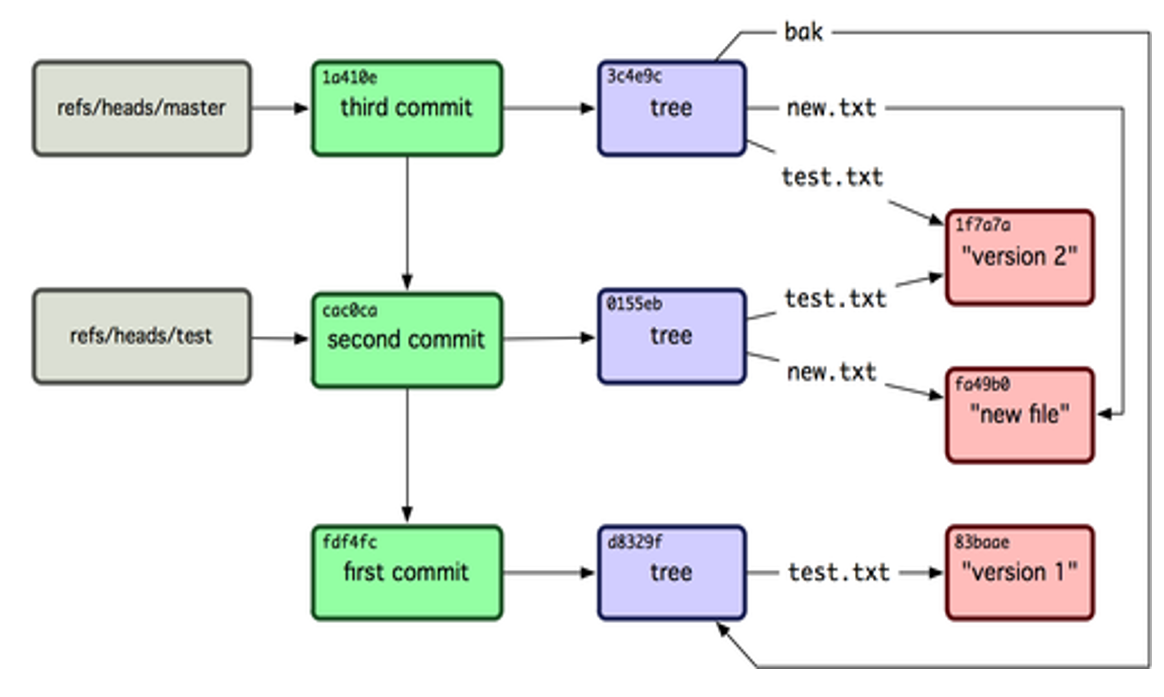 bak
refs/heads/master
1a410e
third commit
3c4e9c
tree
new.txt
test.txt
1f7a7a
"version 2"
refs/heads/test
cac0ca
second commit
0155eb
tree
test.txt
new.txt
fa49b0
"new file"
fdf4fc
first commit
d8329f
tree
test.txt
83baae
"version 1"